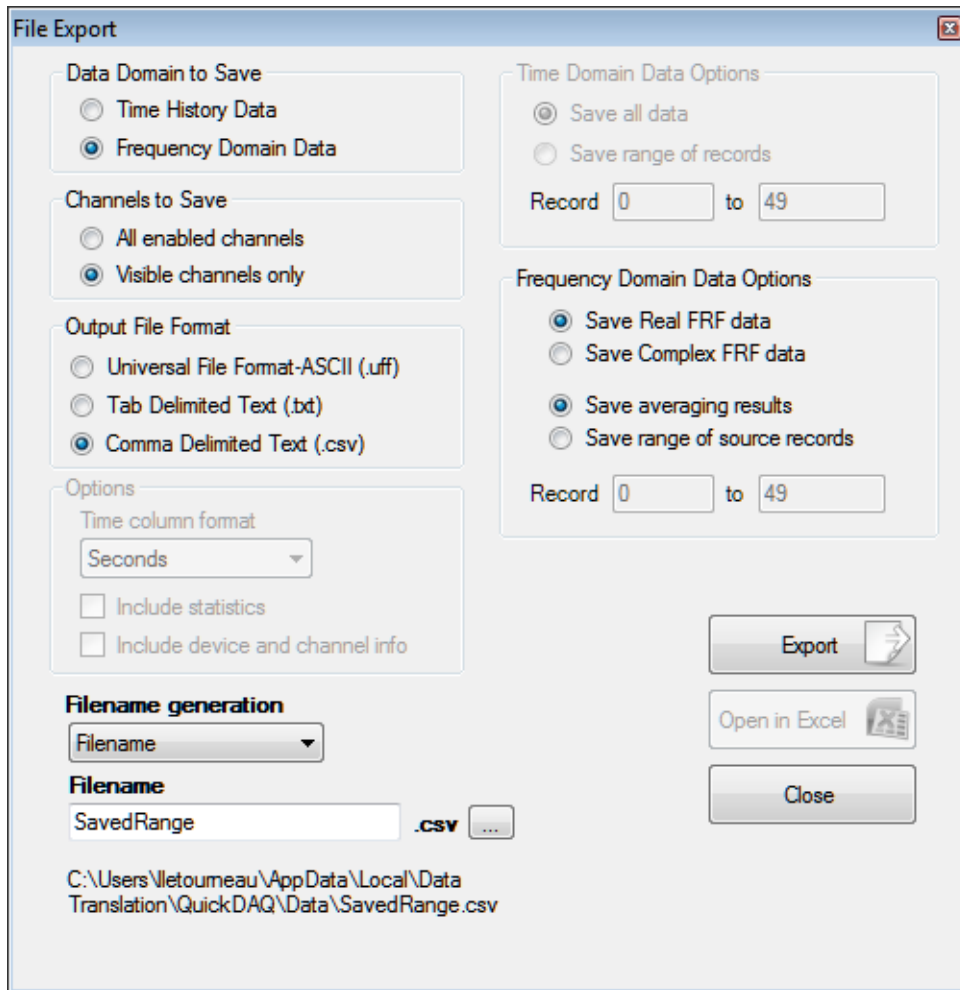 File Export
Data Domain to Save
Time History Data
Frequency Domain Data
Channels to Save
All enabled channels
Visible channels only
Output File Format
Universal File Format-ASCII (.uff)
Tab Delimited Text (.txt)
Comma Delimited Text (.csv)
Options
Time column format
Seconds
Include statistics
Include device and channel info
Filename generation
Filename
Filename
SavedRange .csv ...
C:\Users\lletourneau\AppData\Local\Data
Translation\QuickDAQ\Data\SavedRange.csv
Time Domain Data Options
Save all data
Save range of records
Record 0 to 49
Frequency Domain Data Options
Save Real FRF data
Save Complex FRF data
Save averaging results
Save range of source records
Record 0 to 49
Export
Open in Excel
Close